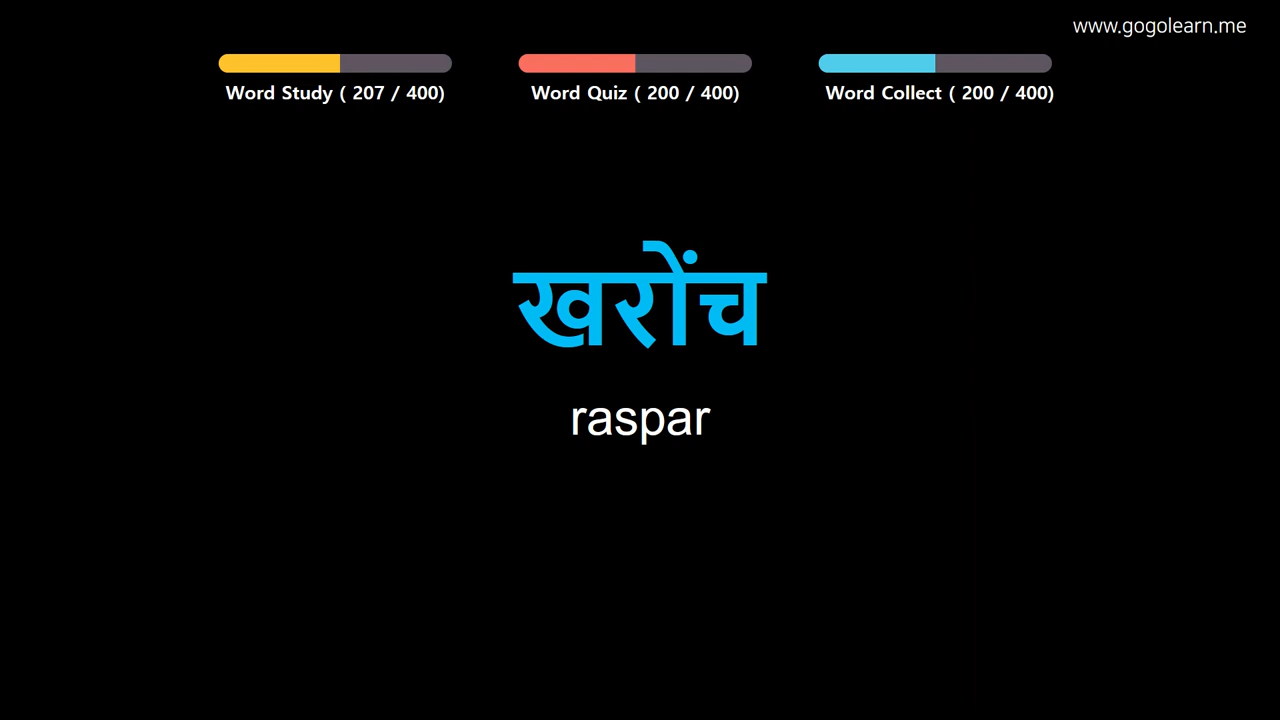 www.gogolearn.me
Word Study ( 207 / 400)
Word Quiz ( 200 / 400)
Word Collect ( 200 / 400)
खरोंच
raspar